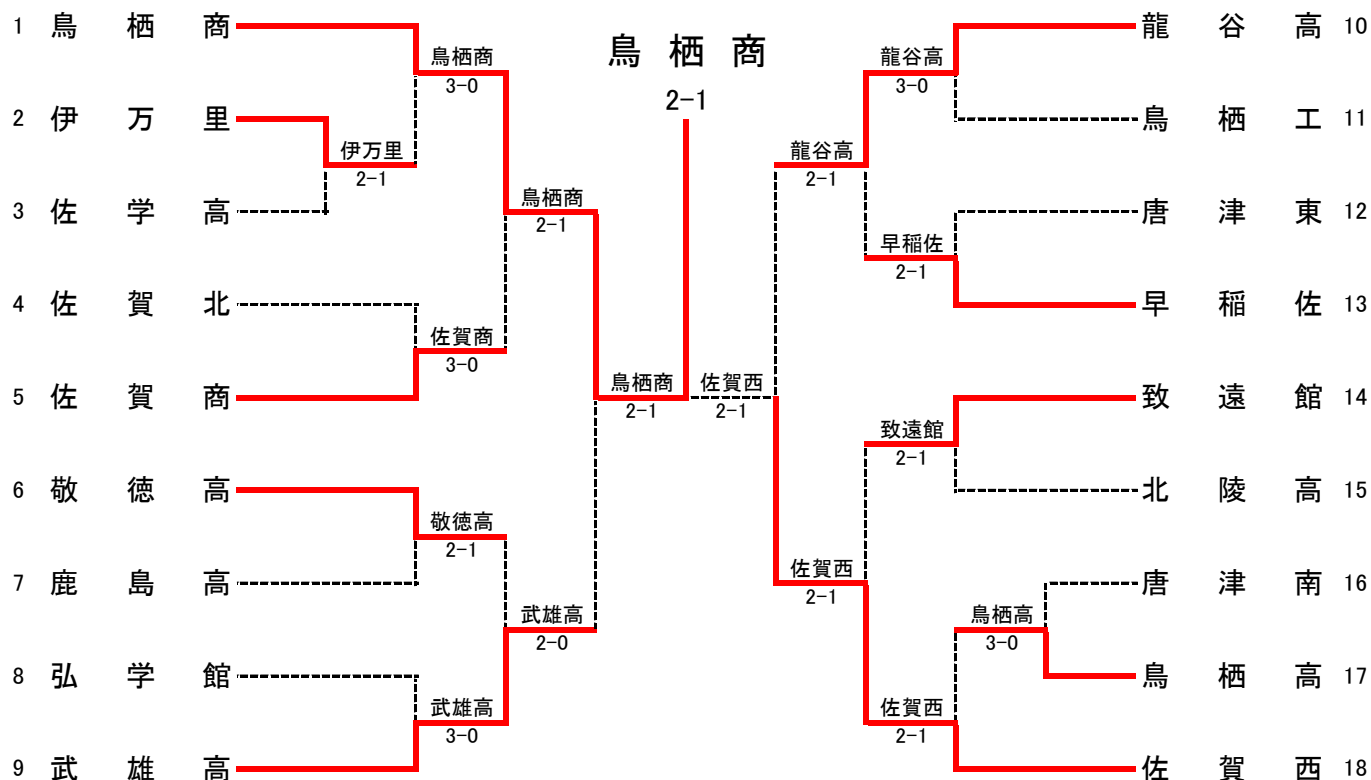 鳥栖商
2-1
1 鳥栖商
2 伊万里
3 佐学高
4 佐賀北
5 佐賀商
6 敬徳高
7 鹿島高
8 弘学館
9 武雄高
鳥栖商
3-0
伊万里
2-1
鳥栖商
2-1
佐賀商
3-0
鳥栖商
2-1
敬徳高
2-1
武雄高
2-0
武雄高
3-0
佐賀西
2-1
龍谷高
3-0
龍谷高
2-1
早稲佐
2-1
致遠館
2-1
佐賀西
2-1
鳥栖高
3-0
佐賀西
2-1
龍谷高 10
鳥栖工 11
唐津東 12
早稲佐 13
致遠館 14
北陵高 15
唐津南 16
鳥栖高 17
佐賀西 18